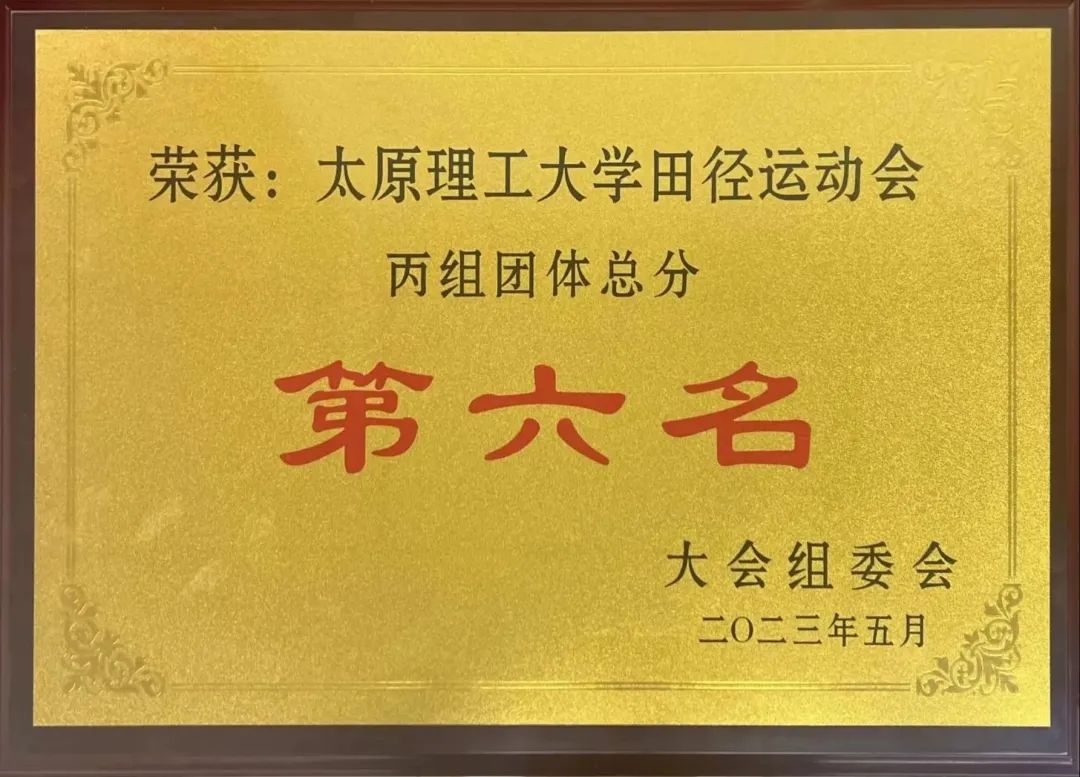 荣获：太原理工大学田径运动会
丙组团体总分
第六名
大会组委会
二〇二三年五月